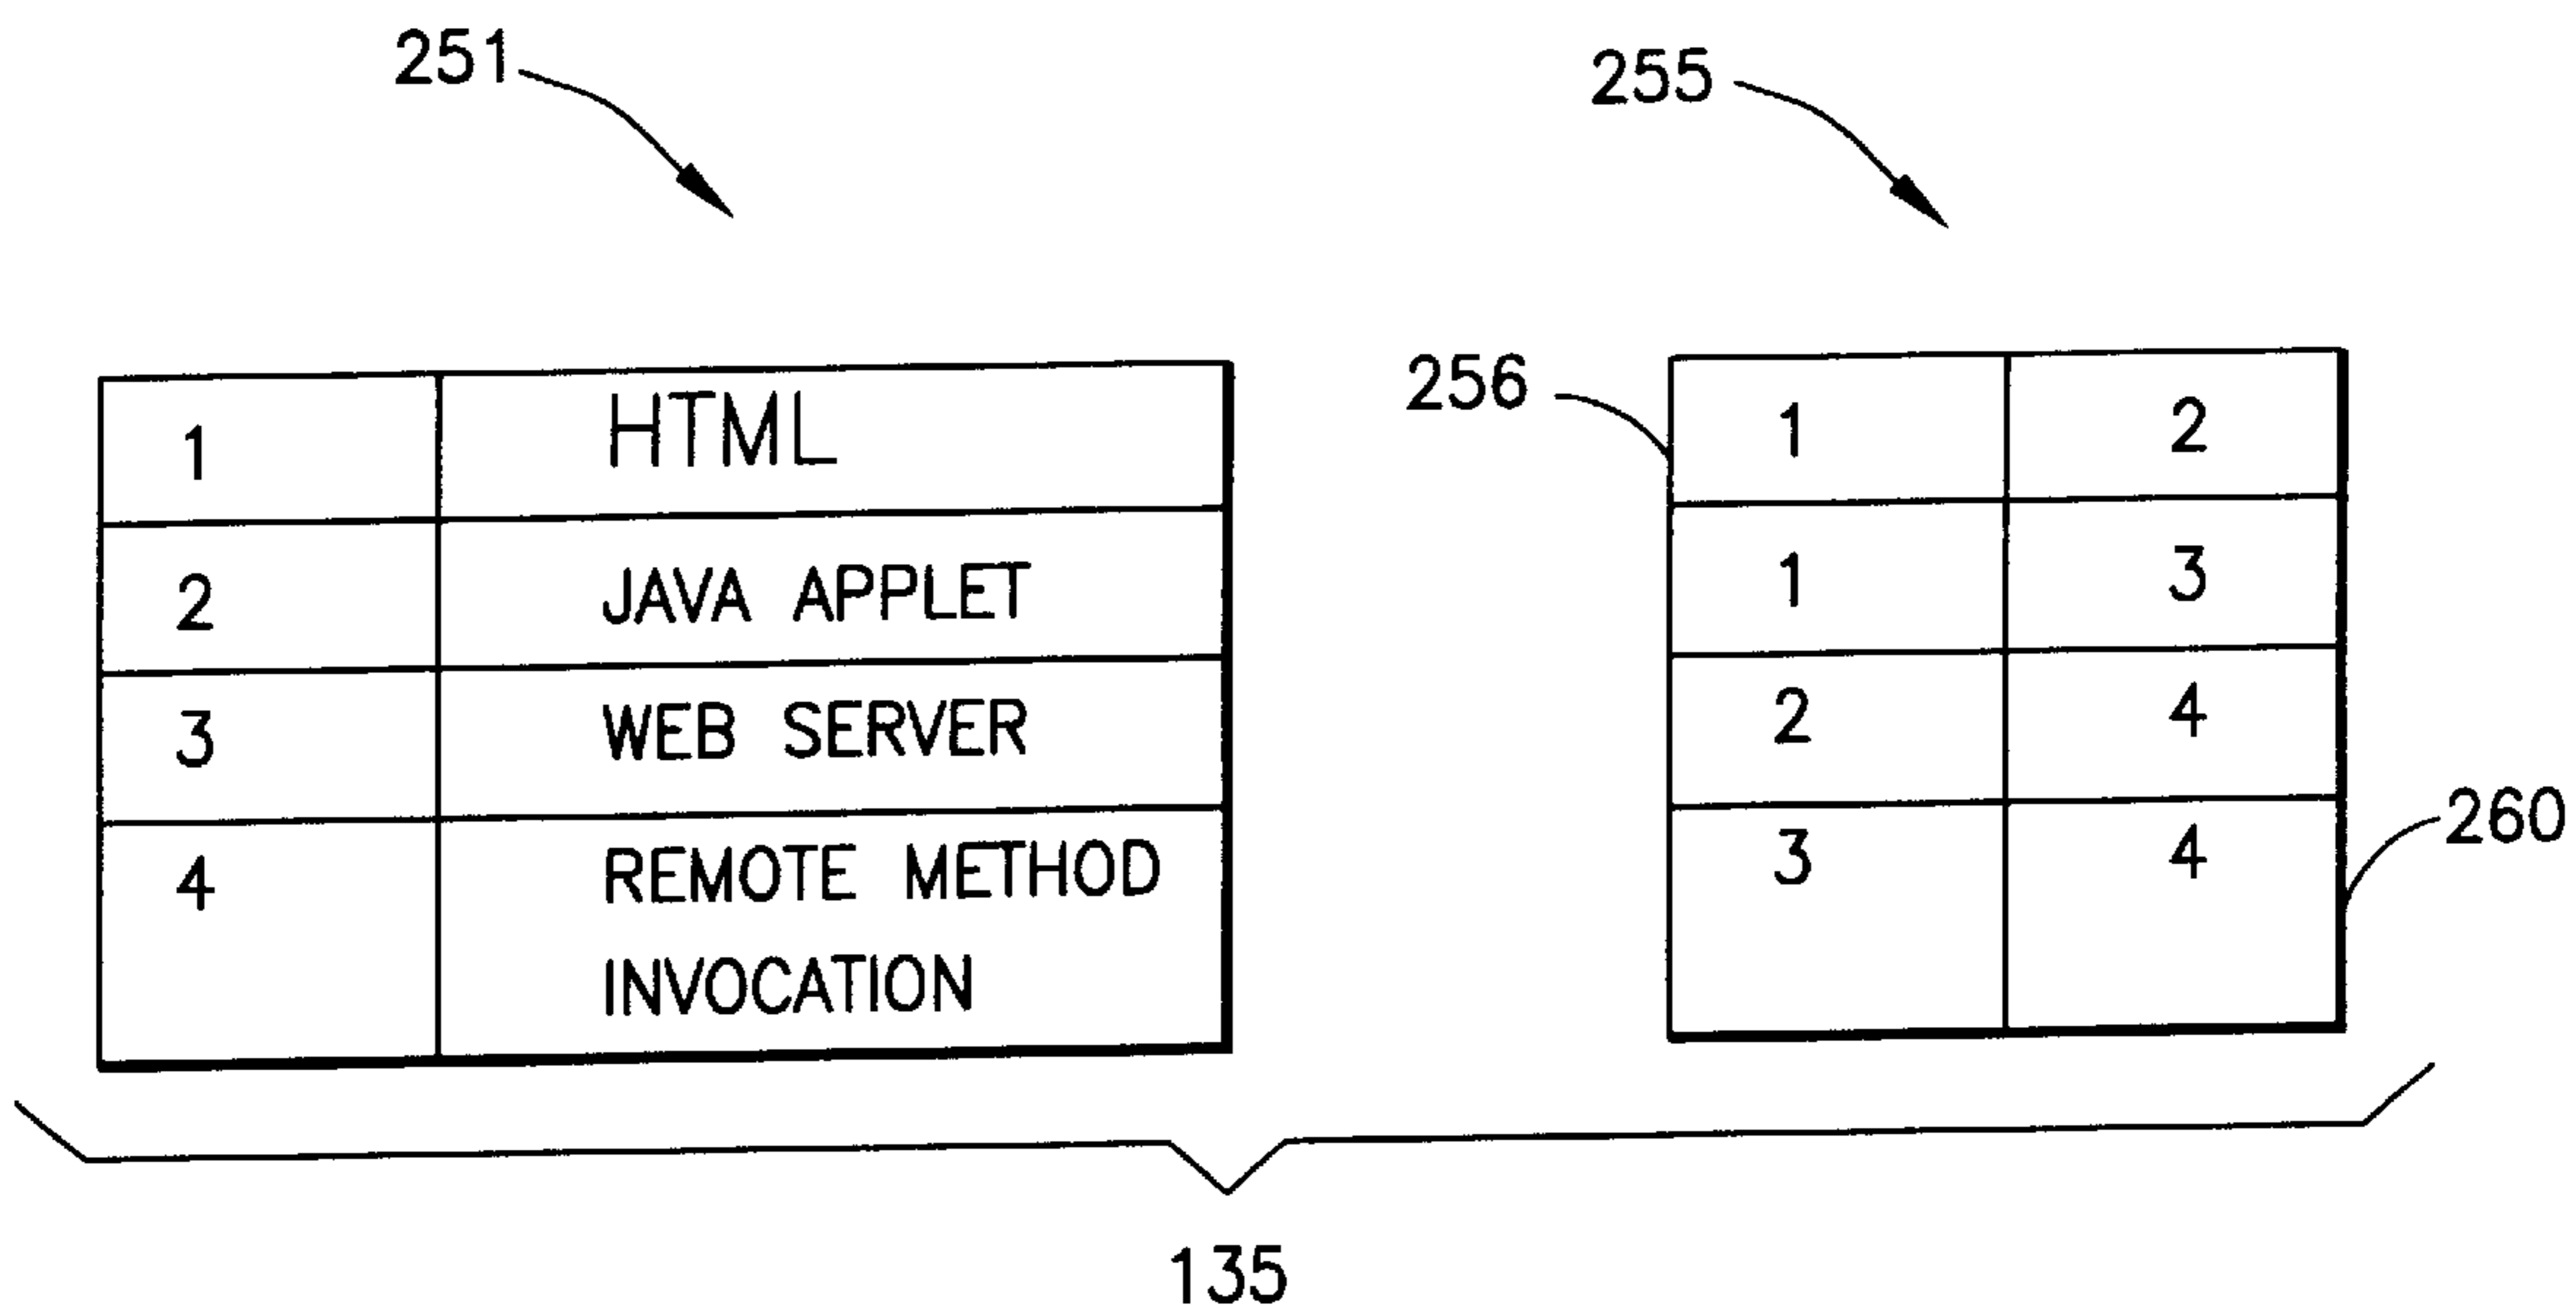 251
255
1 HTML
2 JAVA APPLET
3 WEB SERVER
4 REMOTE METHOD
INVOCATION
256
1 2
1 3
2 4
3 4
260
135